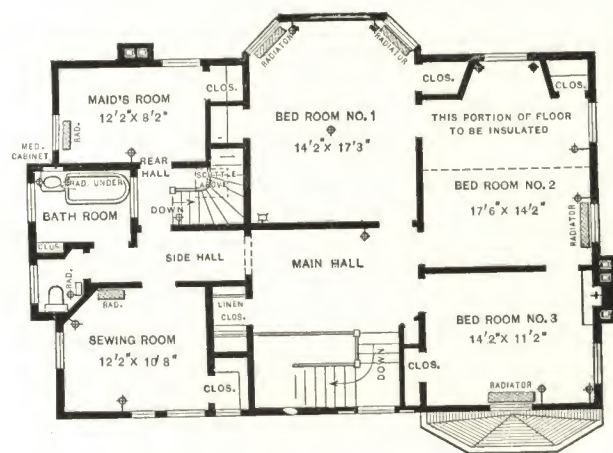 RADIATOR
RADIATOR
MAID'S ROOM
12'2"X 8'2"
CLOS.
RAD.
MED.
CABINET
BED ROOM NO. 1
14'2"X 17'3"
CLOS.
CLOS.
THIS PORTION OF FLOOR
TO BE INSULATED
REAR
HALL
SCUTTLE
ABOVE
RAD. UNDER
BED ROOM NO. 2
17'6"X 14'2"
RADIATOR
BATH ROOM
DOWN
CLOS.
SIDE HALL
MAIN HALL
RAD.
RAD.
LINEN
CLOS.
SEWING ROOM
12'2"X 10'8"
CLOS.
DOWN
CLOS.
BED ROOM NO. 3
14'2"X 11'2"
RADIATOR